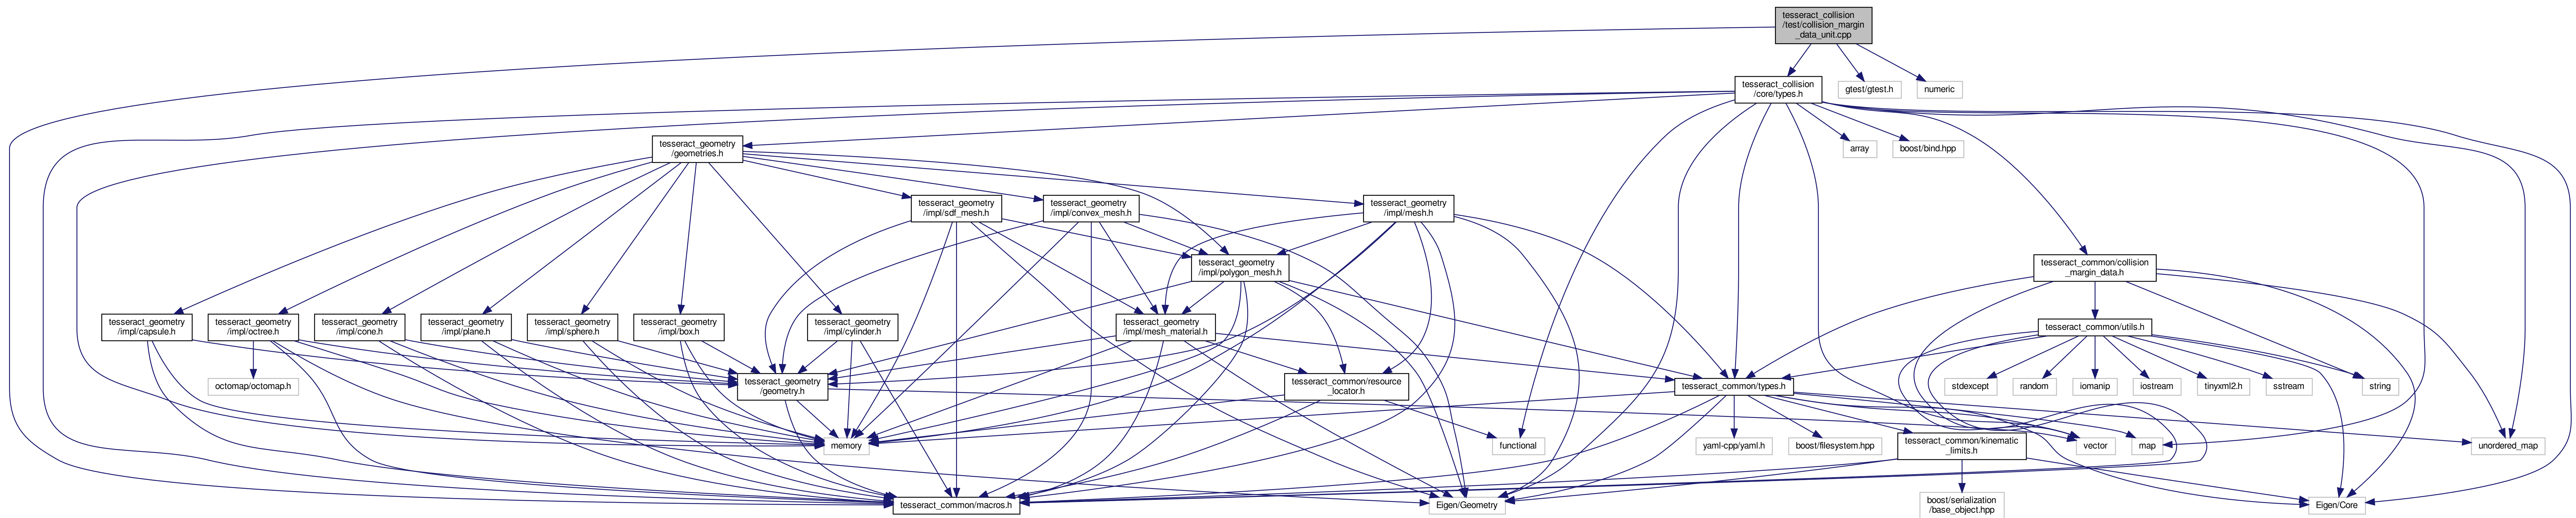 tesseract_collision
/test/collision_margin
_data_unit.cpp
tesseract_collision
/core/types.h
gtest/gtest.h
numeric
tesseract_geometry
/geometries.h
array
boost/bind.hpp
tesseract_geometry
/impl/sdf_mesh.h
tesseract_geometry
/impl/convex_mesh.h
tesseract_geometry
/impl/mesh.h
tesseract_geometry
/impl/polygon_mesh.h
tesseract_common/collision
_margin_data.h
tesseract_geometry
/impl/capsule.h
tesseract_geometry
/impl/octree.h
tesseract_geometry
/impl/cone.h
tesseract_geometry
/impl/plane.h
tesseract_geometry
/impl/sphere.h
tesseract_geometry
/impl/box.h
tesseract_geometry
/impl/cylinder.h
tesseract_geometry
/impl/mesh_material.h
tesseract_common/utils.h
octomap/octomap.h
tesseract_geometry
/geometry.h
tesseract_common/resource
_locator.h
tesseract_common/types.h
stdexcept
random
iomanip
iostream
tinyxml2.h
sstream
string
memory
functional
yaml-cpp/yaml.h
boost/filesystem.hpp
tesseract_common/kinematic
_limits.h
vector
map
unordered_map
tesseract_common/macros.h
Eigen/Geometry
boost/serialization
/base_object.hpp
Eigen/Core